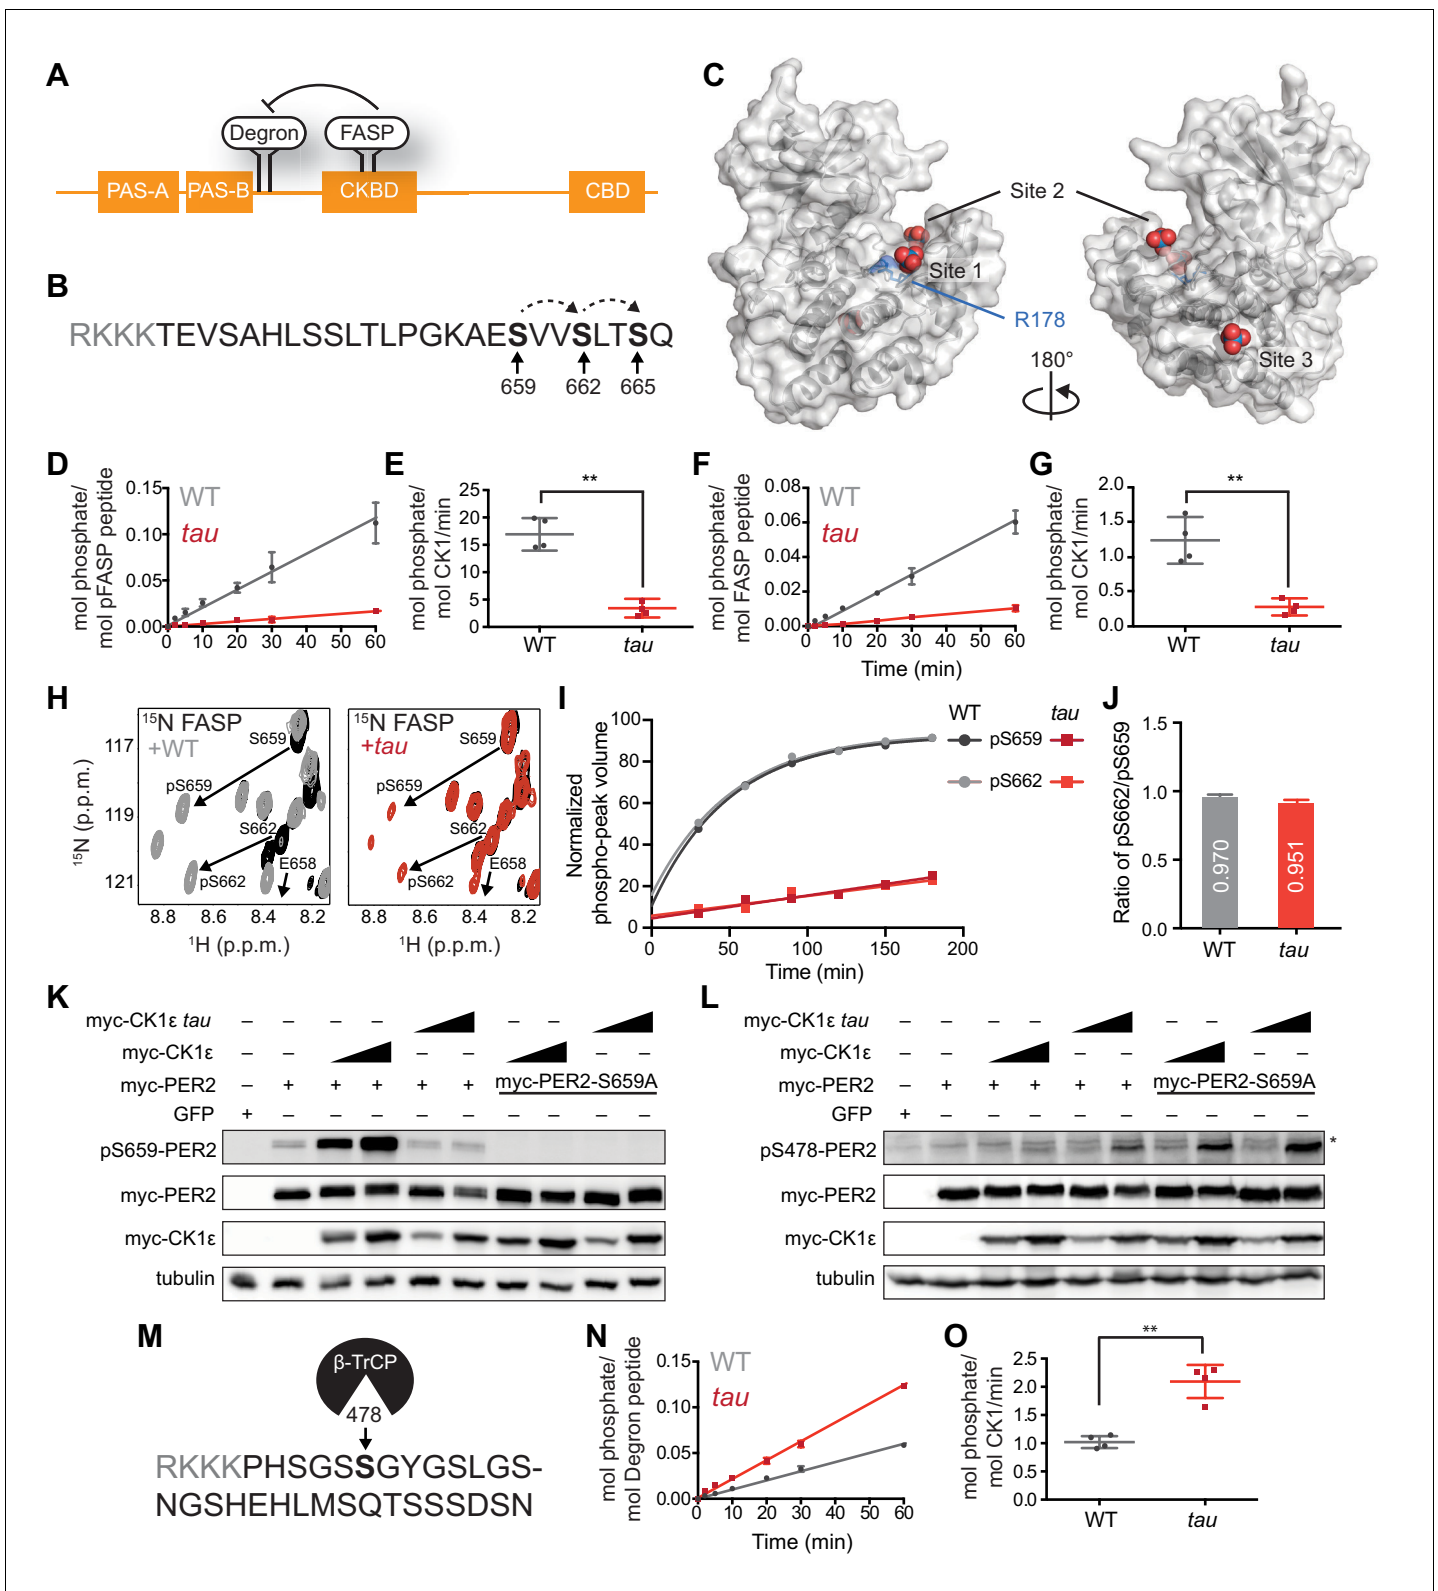 A
Degron
FASP
PAS-A
PAS-B
CKBD
CBD
B
RKKKTEVSAHLSSLTLPGKAESVVSLTSQ
659 662 665
C
Site 2
Site 1
R178
180°
Site 3
D
mol phosphate/
mol pFASP peptide
0.15
0.10
0.05
0.00
WT
tau
0 10 20 30 40 50 60
E
mol phosphate/
mol CK1/min
25
20
15
10
5
0
**
WT tau
F
mol phosphate/
mol FASP peptide
0.08
0.06
0.04
0.02
0.00
WT
tau
0 10 20 30 40 50 60
Time (min)
G
mol phosphate/
mol CK1/min
2.0
1.5
1.0
0.5
0.0
**
WT tau
H
15N FASP
+WT
S659
pS659
S662
E658
pS662
117
119
121
15N (p.p.m.)
8.8 8.6 8.4 8.2
1H (p.p.m.)
15N FASP
+tau
S659
pS659
S662
E658
pS662
8.8 8.6 8.4 8.2
1H (p.p.m.)
I
Normalized
phospho-peak volume
100
80
60
40
20
0
0 50 100 150 200
Time (min)
WT tau
pS659
pS662
J
Ratio of pS662/pS659
1.5
1.0
0.5
0.0
0.970
0.951
WT tau
K
myc-CK1ε tau – – – – – –
myc-CK1ε – – – – – –
myc-PER2 – + + + + + myc-PER2-S659A
GFP + – – – – – – – – –
pS659-PER2
myc-PER2
myc-CK1ε
tubulin
L
myc-CK1ε tau – – – – – –
myc-CK1ε – – – – – –
myc-PER2 – + + + + + myc-PER2-S659A
GFP + – – – – – – – – –
pS478-PER2 *
myc-PER2
myc-CK1ε
tubulin
M
β-TrCP
478
RKKKPHSGSSSGYGSLGS-
NGSHEHLMSQTSSSDSN
N
mol phosphate/
mol Degron peptide
0.15
0.10
0.05
0.00
WT
tau
0 10 20 30 40 50 60
Time (min)
O
mol phosphate/
mol CK1/min
2.5
2.0
1.5
1.0
0.5
0.0
**
WT tau